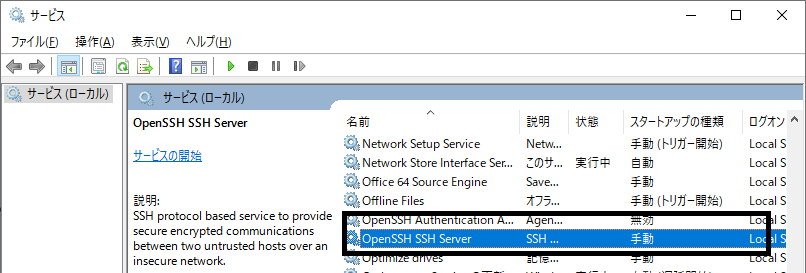 サービス
ファイル(F) 操作(A) 表示(V) ヘルプ(H)
サービス (ローカル)
サービス (ローカル)
OpenSSH SSH Server
サービスの開始
説明:
SSH protocol based service to provide
secure encrypted communications
between two untrusted hosts over an
insecure network.
名前 説明 状態 スタートアップの種類 ログオン
Network Setup Service Netw... 手動 (トリガー開始) Local S
Network Store Interface Ser... このサ... 実行中 自動 Local S
Office 64 Source Engine Save... 手動 Local S
Offline Files オフラ... 手動 (トリガー開始) Local S
OpenSSH Authentication A... Agen... 無効 Local S
OpenSSH SSH Server SSH ... 手動 Local S
Optimize drives 記憶... 手動 Local S